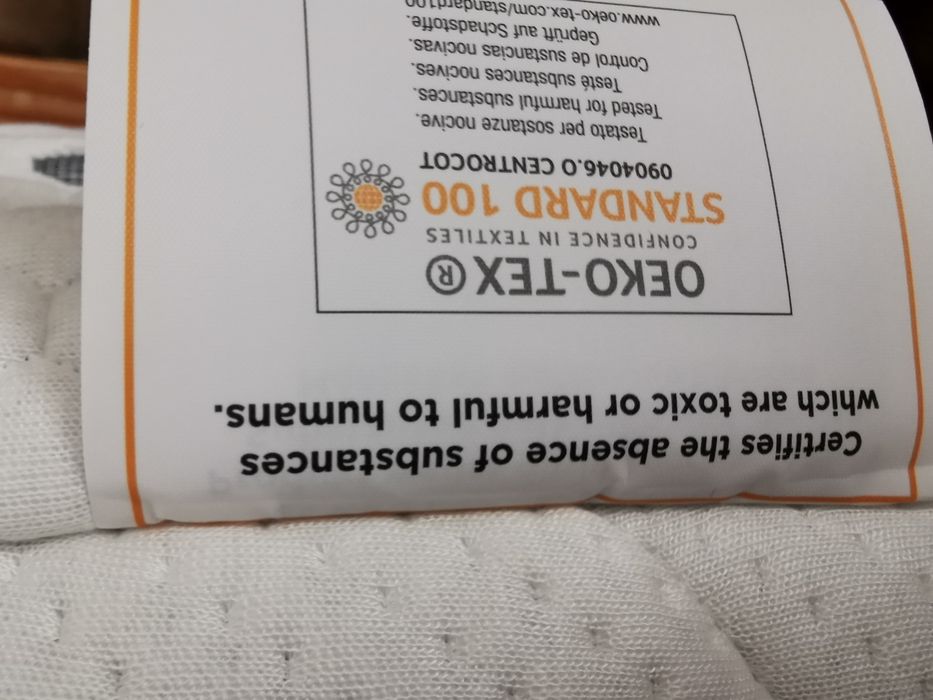 Certifies the absence of substances
which are toxic or harmful to humans.
OEKO-TEX®
CONFIDENCE IN TEXTILES
STANDARD 100
0904046.O CENTROCOT
Testato per sostanze nocive.
Tested for harmful substances.
Testé substances nocives.
Control de sustancias nocivas.
Geprüft auf Schadstoffe.
www.oeko-tex.com/standard100